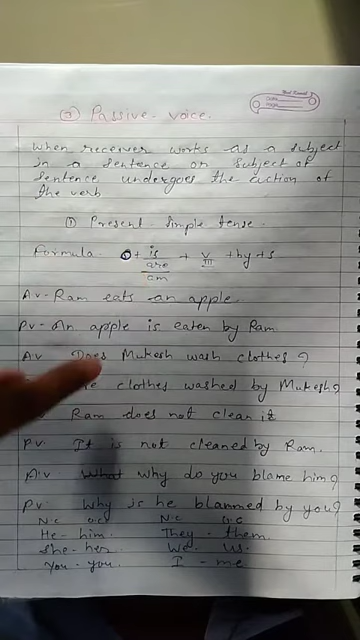 ② Passive voice.
When receiver works as a subject
in a sentence or subject of
sentence undergoes the action of
the verb
① Present simple tense.
Formula - O + is/are/am + V III + by + s
AV - Ram eats an apple.
PV - An apple is eaten by Ram
AV Does Mukesh wash clothes?
clothes washed by Mukesh?
Ram does not clean it
PV It is not cleaned by Ram.
AV why do you blame him?
PV Why is he blammed by you?
N.C O.C N.C O.C
He - him. They - them.
She - her We - us.
You - you. I - me